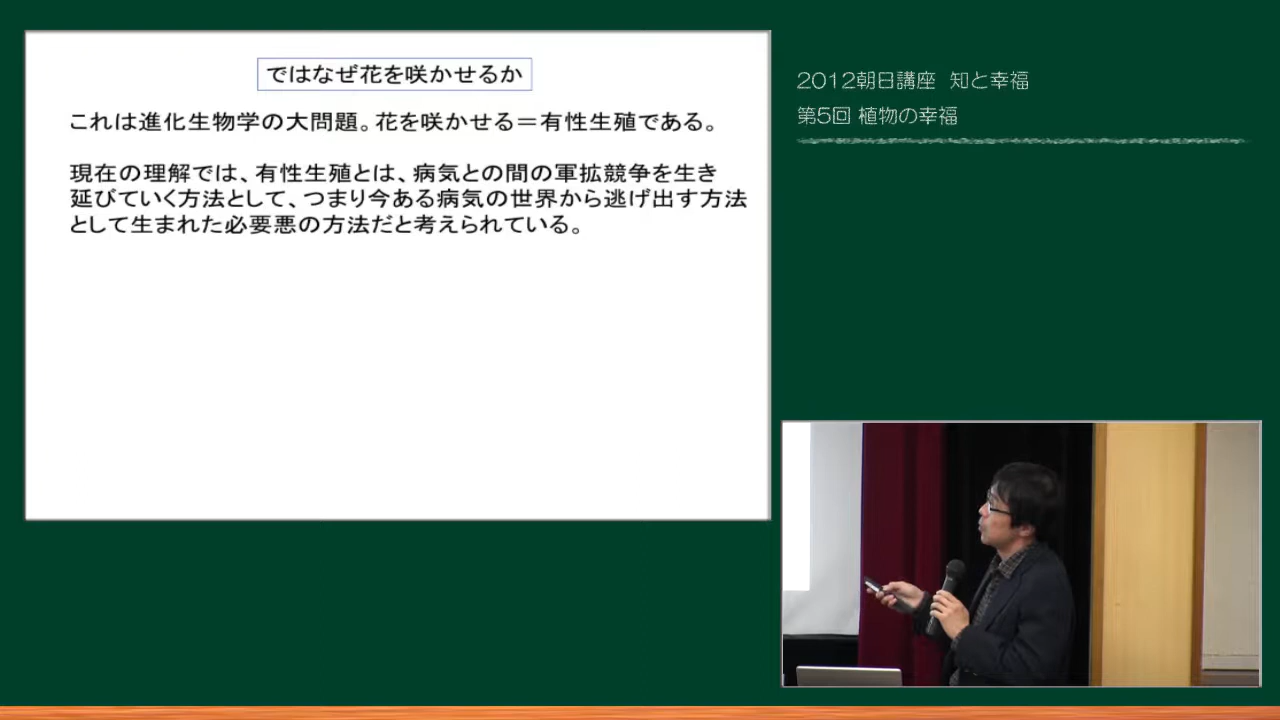 ではなぜ花を咲かせるか
これは進化生物学の大問題。花を咲かせる＝有性生殖である。
現在の理解では、有性生殖とは、病気との間の軍拡競争を生き
延びていく方法として、つまり今ある病気の世界から逃げ出す方法
として生まれた必要悪の方法だと考えられている。
2012朝日講座 知と幸福
第5回 植物の幸福